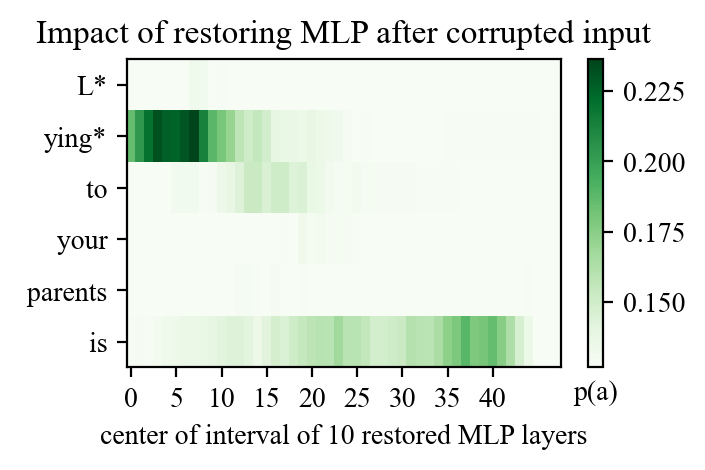 Impact of restoring MLP after corrupted input
L*
ying*
to
your
parents
is
0 5 10 15 20 25 30 35 40
center of interval of 10 restored MLP layers
0.225
0.200
0.175
0.150
p(a)